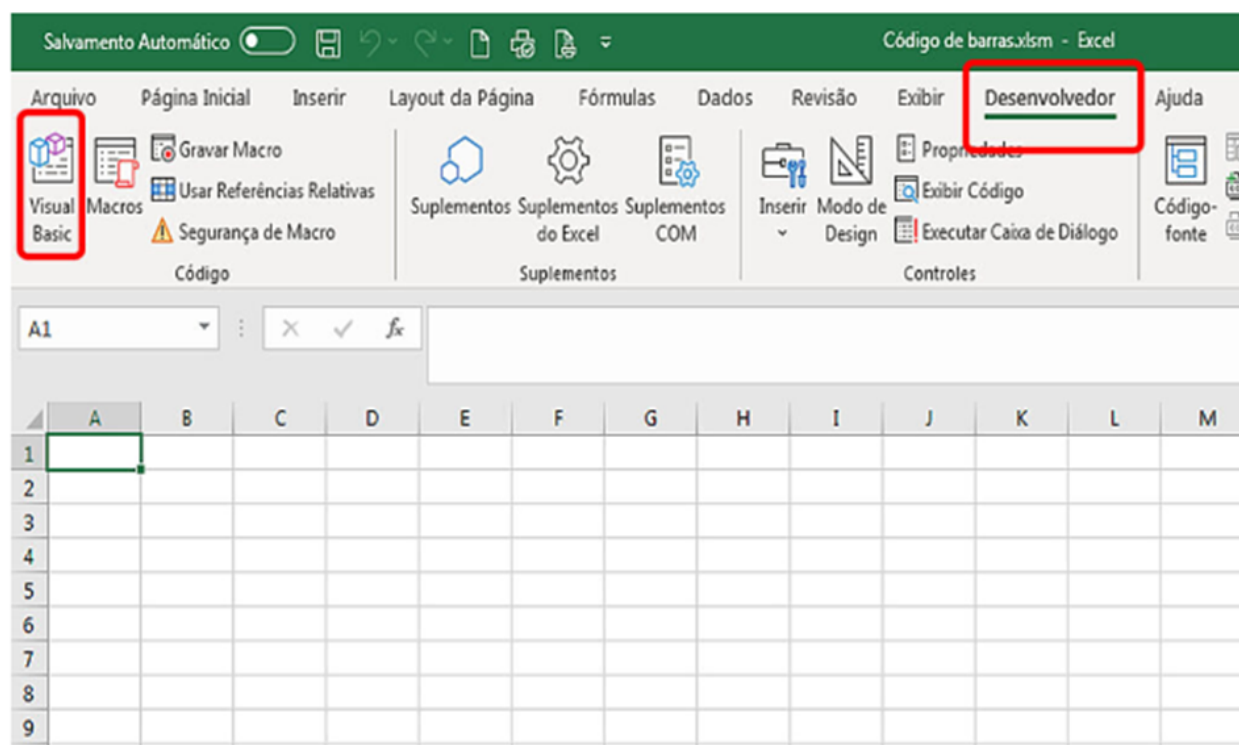 Salvamento Automático
Código de barras.xlsm - Excel
Arquivo Página Inicial Inserir Layout da Página Fórmulas Dados Revisão Exibir Desenvolvedor Ajuda
Visual Basic
Macros
Gravar Macro
Usar Referências Relativas
Segurança de Macro
Código
Suplementos
Suplementos do Excel
Suplementos COM
Suplementos
Inserir
Modo de Design
Propriedades
Exibir Código
Executar Caixa de Diálogo
Controles
Código-fonte
A1
fx
A B C D E F G H I J K L M
1
2
3
4
5
6
7
8
9